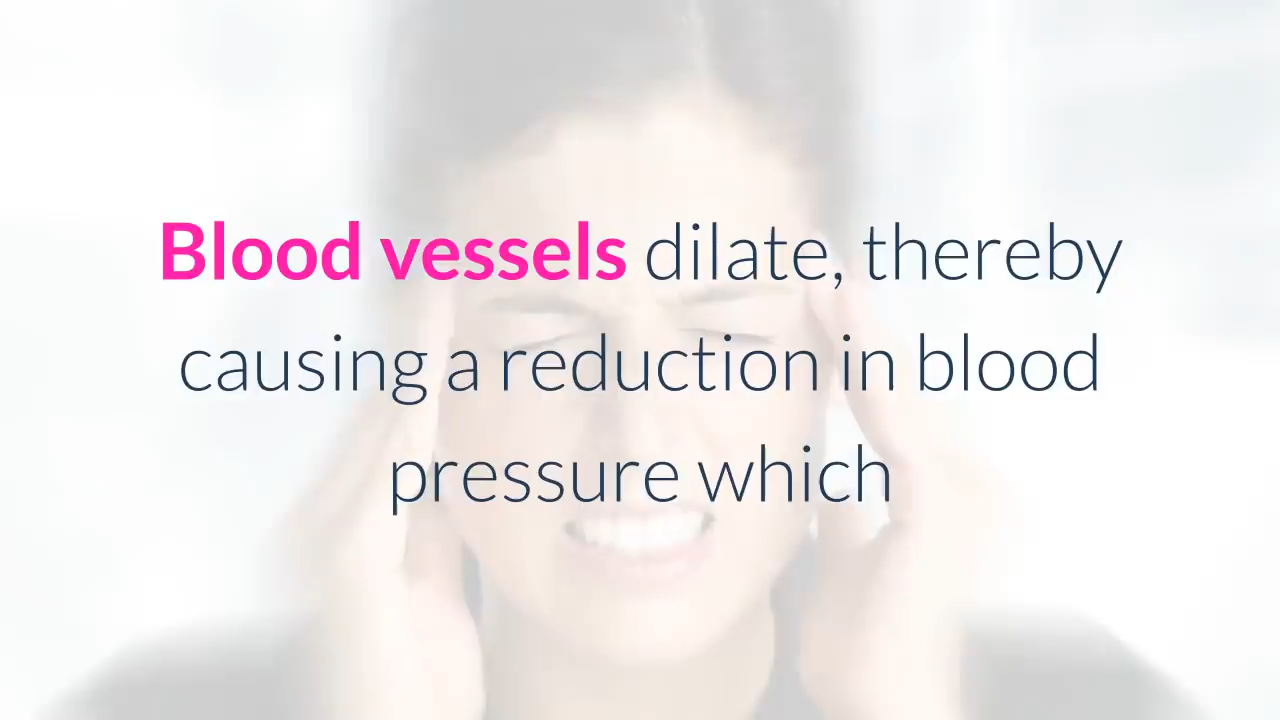 Blood vessels dilate, thereby
causing a reduction in blood
pressure which